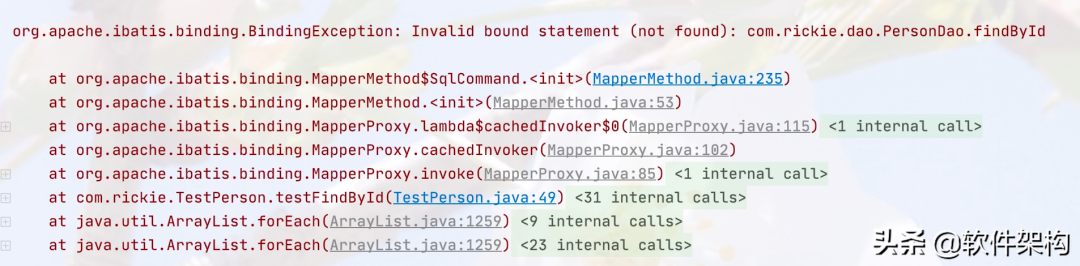 org.apache.ibatis.binding.BindingException: Invalid bound statement (not found): com.rickie.dao.PersonDao.findById
at org.apache.ibatis.binding.MapperMethod$SqlCommand.<init>(MapperMethod.java:235)
at org.apache.ibatis.binding.MapperMethod.<init>(MapperMethod.java:53)
at org.apache.ibatis.binding.MapperProxy.lambda$cachedInvoker$0(MapperProxy.java:115) <1 internal call>
at org.apache.ibatis.binding.MapperProxy.cachedInvoker(MapperProxy.java:102)
at org.apache.ibatis.binding.MapperProxy.invoke(MapperProxy.java:85) <1 internal call>
at com.rickie.TestPerson.testFindById(TestPerson.java:49) <31 internal calls>
at java.util.ArrayList.forEach(ArrayList.java:1259) <9 internal calls>
at java.util.ArrayList.forEach(ArrayList.java:1259) <23 internal calls>
头条 @软件架构